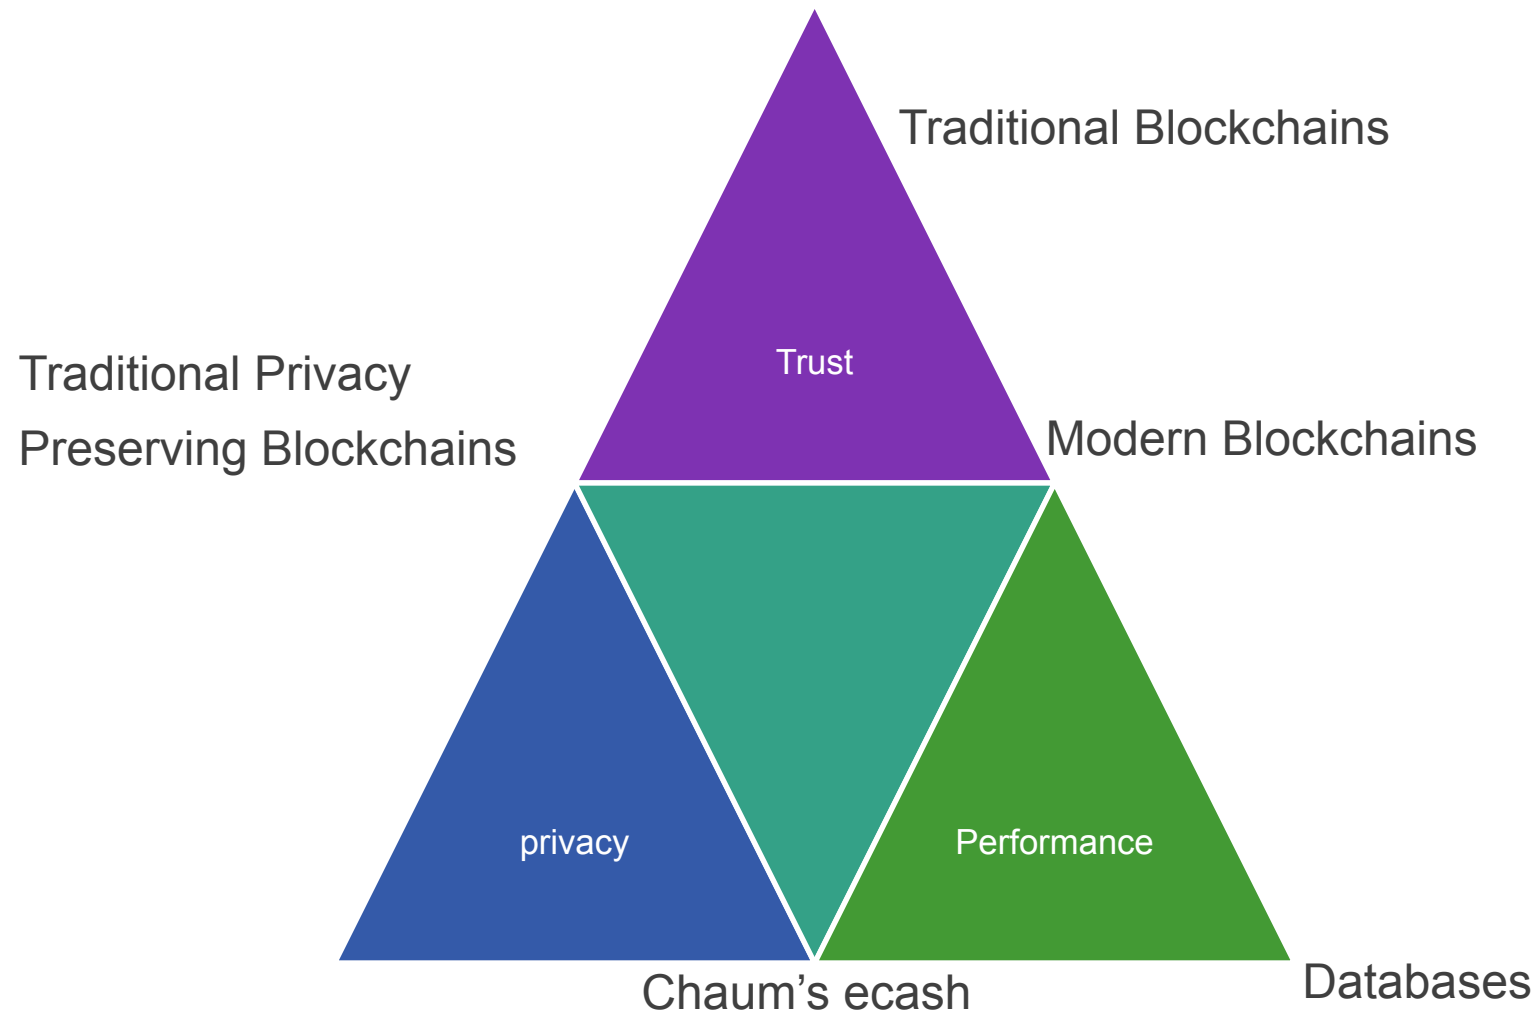 Traditional Blockchains
Trust
Traditional Privacy
Preserving Blockchains
Modern Blockchains
privacy
Performance
Chaum’s ecash
Databases